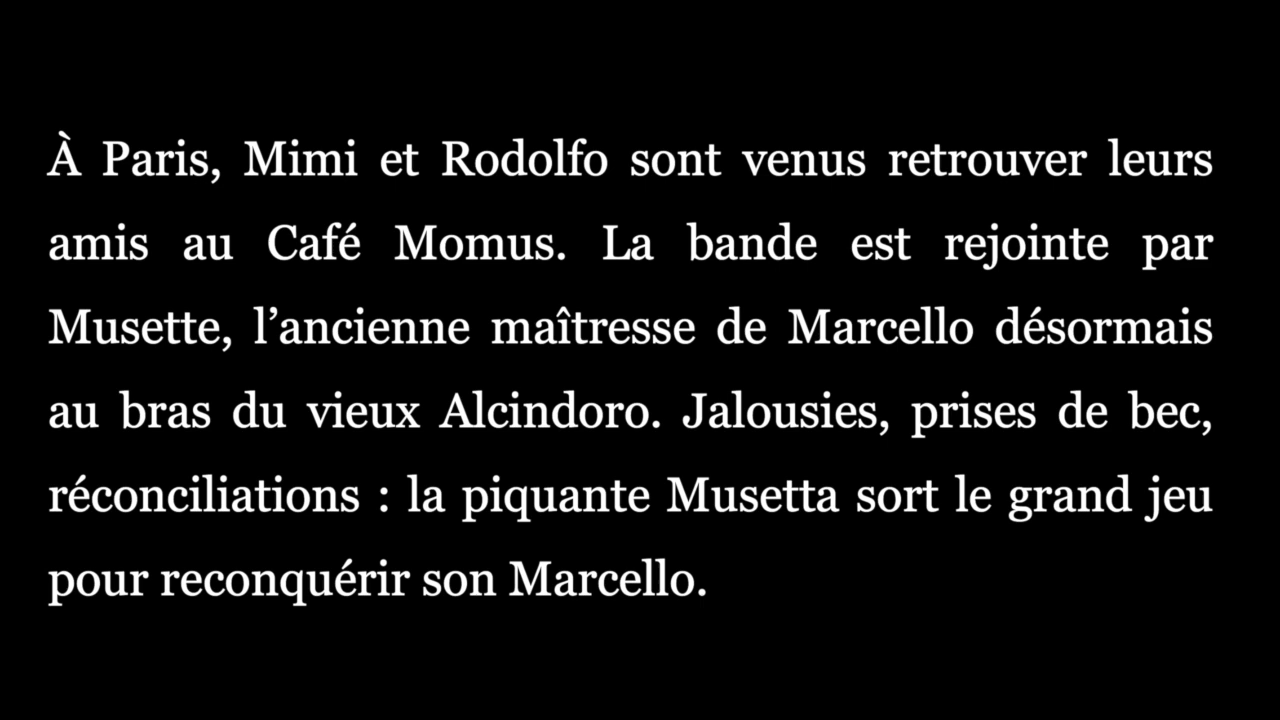 À Paris, Mimi et Rodolfo sont venus retrouver leurs
amis au Café Momus. La bande est rejointe par
Musette, l’ancienne maîtresse de Marcello désormais
au bras du vieux Alcindoro. Jalousies, prises de bec,
réconciliations : la piquante Musetta sort le grand jeu
pour reconquérir son Marcello.